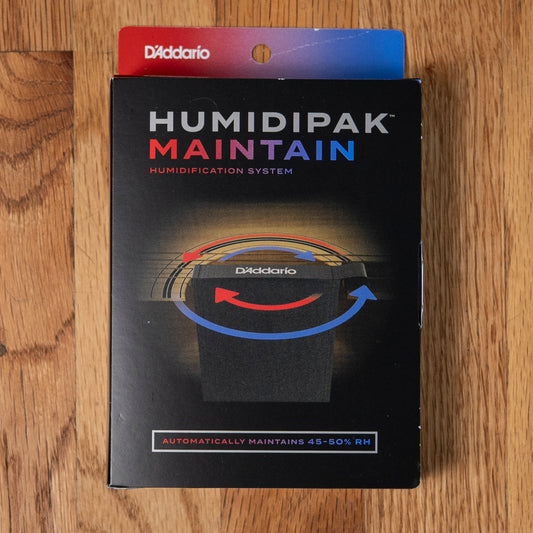 D'Addario
HUMIDIPAK™
MAINTAIN
HUMIDIFICATION SYSTEM
D'Addario
AUTOMATICALLY MAINTAINS 45-50% RH